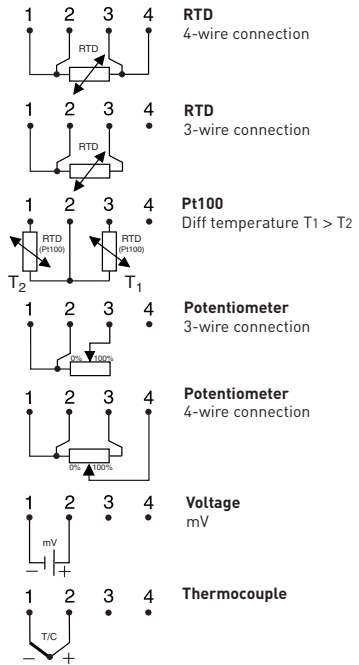 1 2 3 4 RTD
4-wire connection
RTD
1 2 3 4 RTD
3-wire connection
RTD
1 2 3 4 Pt100
Diff temperature T1 > T2
RTD RTD
(Pt100) (Pt100)
T2 T1
1 2 3 4 Potentiometer
3-wire connection
0% 100%
1 2 3 4 Potentiometer
4-wire connection
0% 100%
1 2 3 4 Voltage
mV
mV
− +
1 2 3 4 Thermocouple
T/C
− +